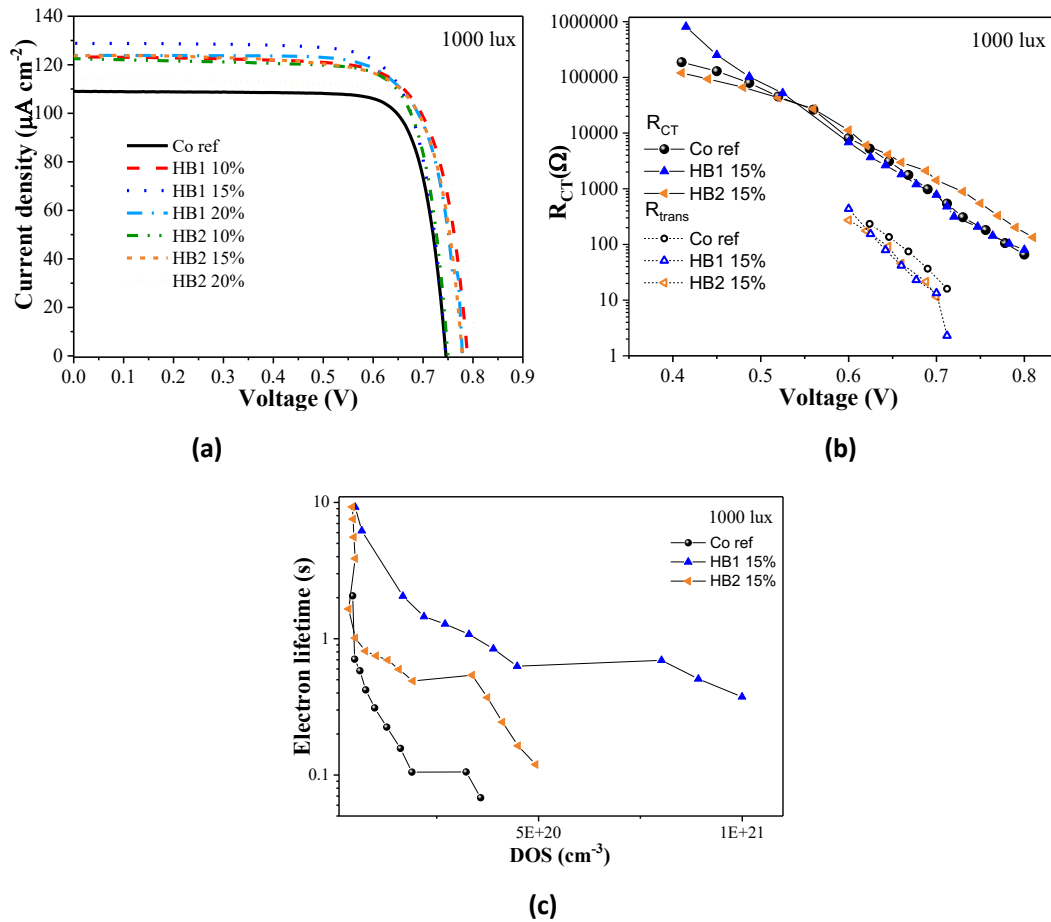 1000 lux
140
120
100
80
60
40
20
0
Current density (µA cm⁻²)
Co ref
HB1 10%
HB1 15%
HB1 20%
HB2 10%
HB2 15%
HB2 20%
0.0 0.1 0.2 0.3 0.4 0.5 0.6 0.7 0.8 0.9
Voltage (V)
(a)
1000 lux
1000000
100000
10000
1000
100
10
1
R_CT(Ω)
R_CT
Co ref
HB1 15%
HB2 15%
R_trans
Co ref
HB1 15%
HB2 15%
0.4 0.5 0.6 0.7 0.8
Voltage (V)
(b)
1000 lux
10
1
0.1
Electron lifetime (s)
Co ref
HB1 15%
HB2 15%
5E+20 1E+21
DOS (cm⁻³)
(c)